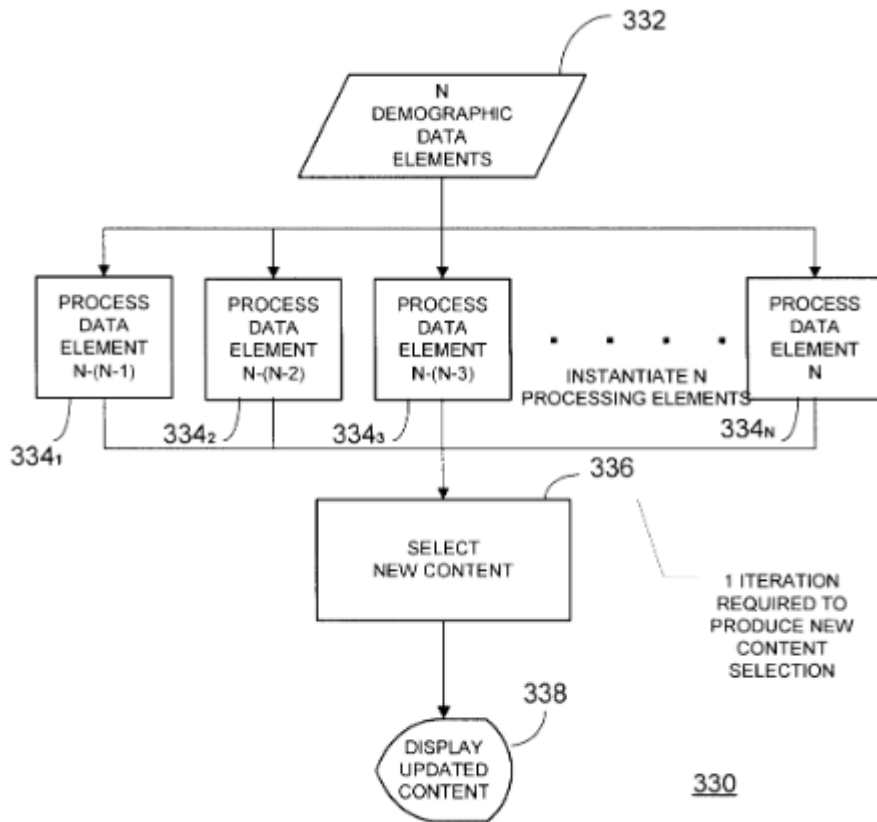 332
N
DEMOGRAPHIC
DATA
ELEMENTS
PROCESS
DATA
ELEMENT
N-(N-1)
PROCESS
DATA
ELEMENT
N-(N-2)
PROCESS
DATA
ELEMENT
N-(N-3)
. . . .
INSTANTIATE N
PROCESSING ELEMENTS
PROCESS
DATA
ELEMENT
N
334₁
334₂
334₃
334N
336
SELECT
NEW CONTENT
1 ITERATION
REQUIRED TO
PRODUCE NEW
CONTENT
SELECTION
338
DISPLAY
UPDATED
CONTENT
330